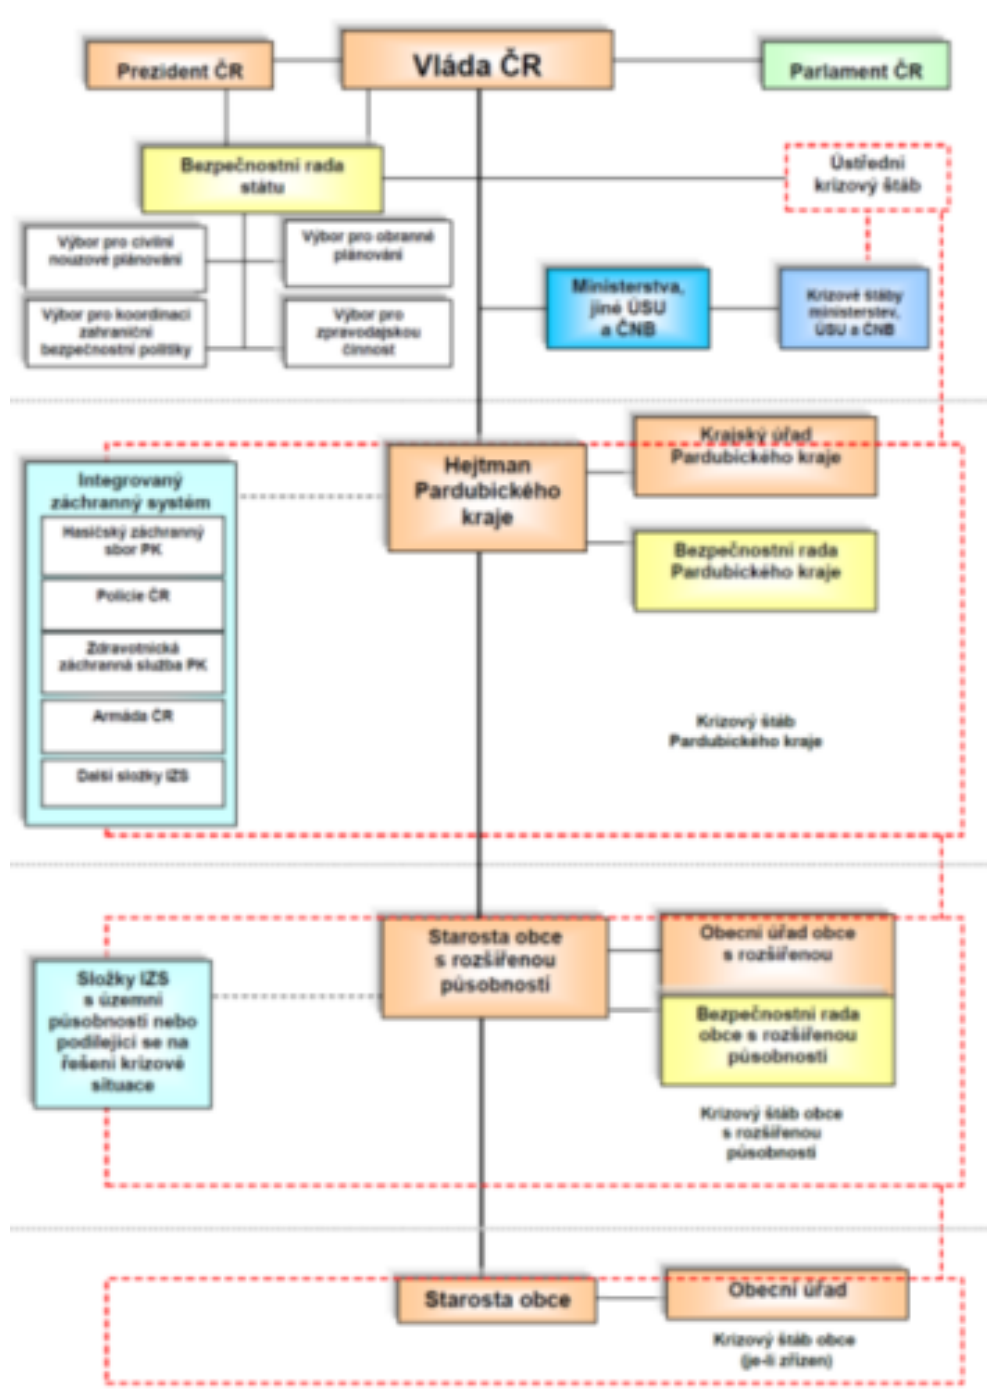 Prezident ČR
Vláda ČR
Parlament ČR
Bezpečnostní rada
státu
Ústřední
krizový štáb
Výbor pro civilní
nouzové plánování
Výbor pro obranné
plánování
Výbor pro koordinaci
zahraniční
bezpečnostní politiky
Výbor pro
zpravodajskou
činnost
Ministerstva,
jiné ÚSU
a ČNB
Krizové štáby
ministerstev,
ÚSU a ČNB
Integrovaný
záchranný systém
Hasičský záchranný
sbor PK
Policie ČR
Zdravotnická
záchranná služba PK
Armáda ČR
Další složky IZS
Hejtman
Pardubického
kraje
Krajský úřad
Pardubického kraje
Bezpečnostní rada
Pardubického kraje
Krizový štáb
Pardubického kraje
Starosta obce
s rozšířenou
působností
Obecní úřad obce
s rozšířenou
Bezpečnostní rada
obce s rozšířenou
působností
Složky IZS
s územní
působností nebo
podílející se na
řešení krizové
situace
Krizový štáb obce
s rozšířenou
působností
Starosta obce
Obecní úřad
Krizový štáb obce
(je-li zřízen)